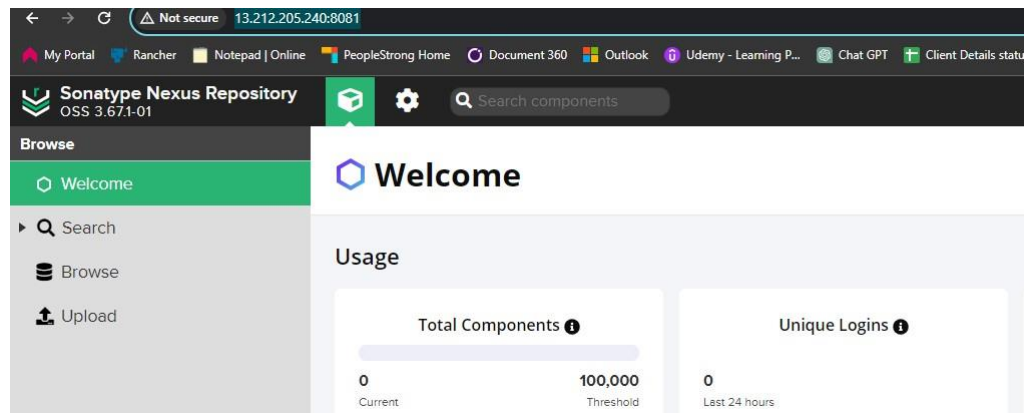 Not secure 13.212.205.240:8081
My Portal Rancher Notepad | Online PeopleStrong Home Document 360 Outlook Udemy - Learning P... Chat GPT Client Details statu
Sonatype Nexus Repository
OSS 3.67.1-01
Search components
Browse
Welcome
Search
Browse
Upload
Welcome
Usage
Total Components
0 100,000
Current Threshold
Unique Logins
0
Last 24 hours